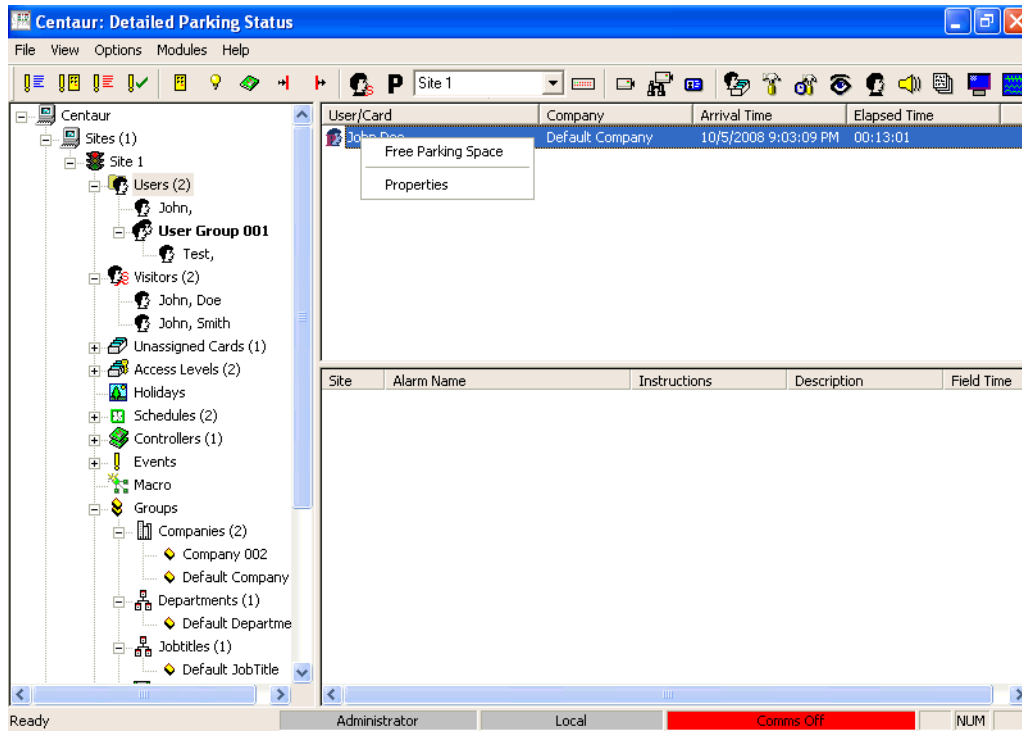 Centaur: Detailed Parking Status
File View Options Modules Help
P Site 1
Centaur
Sites (1)
Site 1
Users (2)
John,
User Group 001
Test,
Visitors (2)
John, Doe
John, Smith
Unassigned Cards (1)
Access Levels (2)
Holidays
Schedules (2)
Controllers (1)
Events
Macro
Groups
Companies (2)
Company 002
Default Company
Departments (1)
Default Departme
Jobtitles (1)
Default JobTitle
User/Card Company Arrival Time Elapsed Time
John Doe Default Company 10/5/2008 9:03:09 PM 00:13:01
Free Parking Space
Properties
Site Alarm Name Instructions Description Field Time
Ready Administrator Local Comms Off NUM